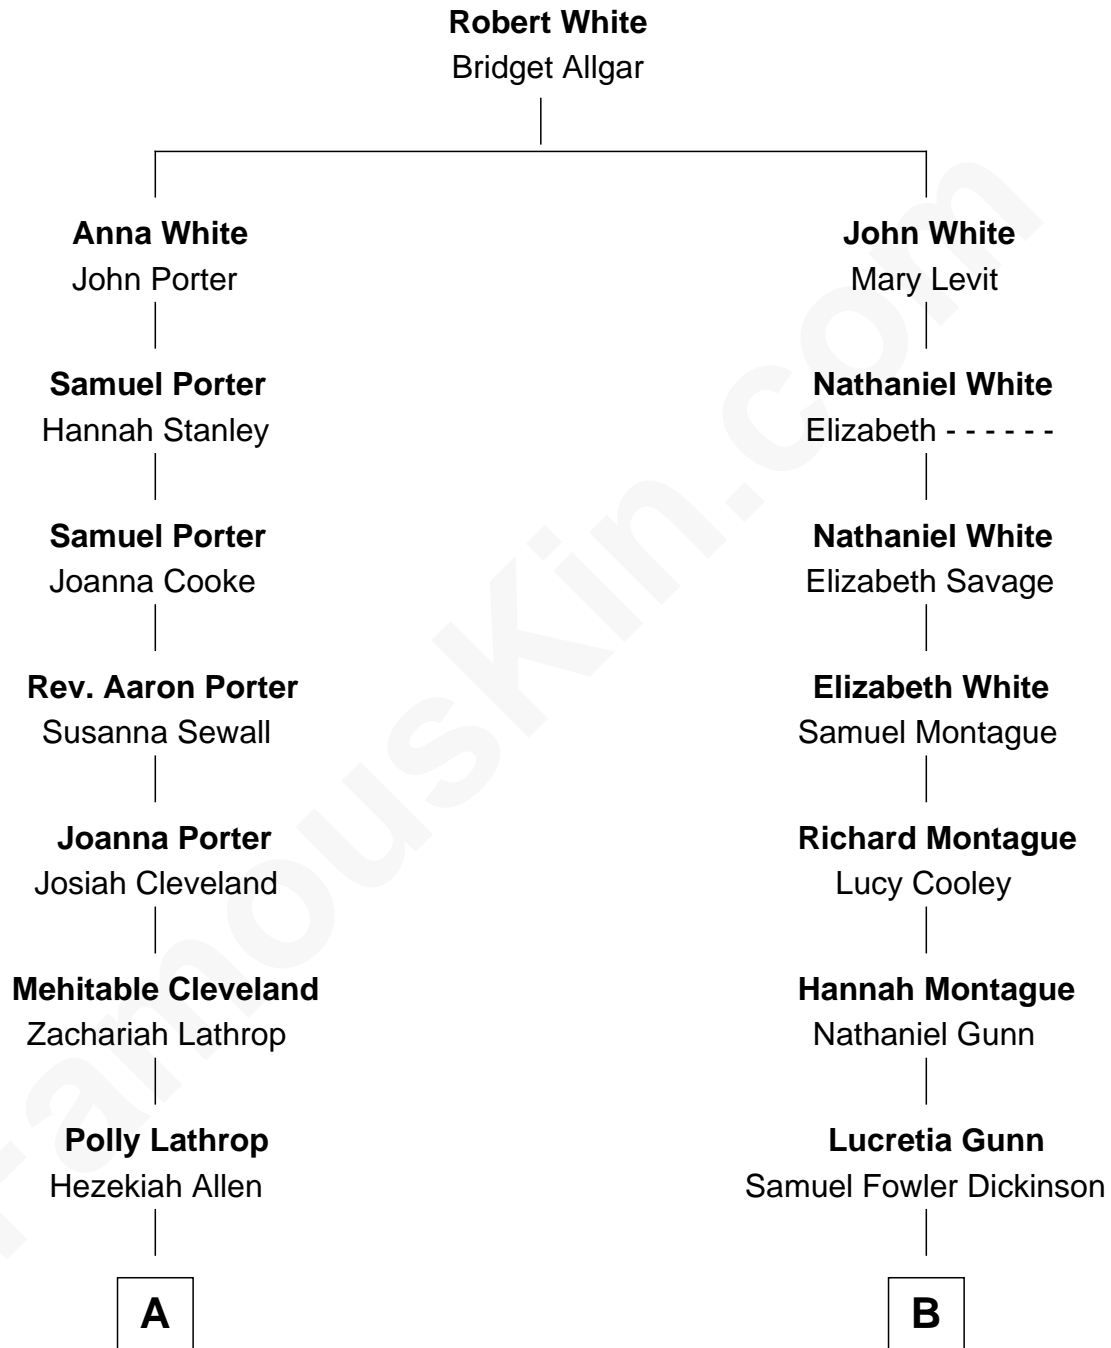 Robert White
Bridget Allgar
Anna White
John Porter
John White
Mary Levit
Samuel Porter
Hannah Stanley
Nathaniel White
Elizabeth - - - - - -
Samuel Porter
Joanna Cooke
Nathaniel White
Elizabeth Savage
Rev. Aaron Porter
Susanna Sewall
Elizabeth White
Samuel Montague
Joanna Porter
Josiah Cleveland
Richard Montague
Lucy Cooley
Mehitable Cleveland
Zachariah Lathrop
Hannah Montague
Nathaniel Gunn
Polly Lathrop
Hezekiah Allen
Lucretia Gunn
Samuel Fowler Dickinson
A
B
FamousKin.com